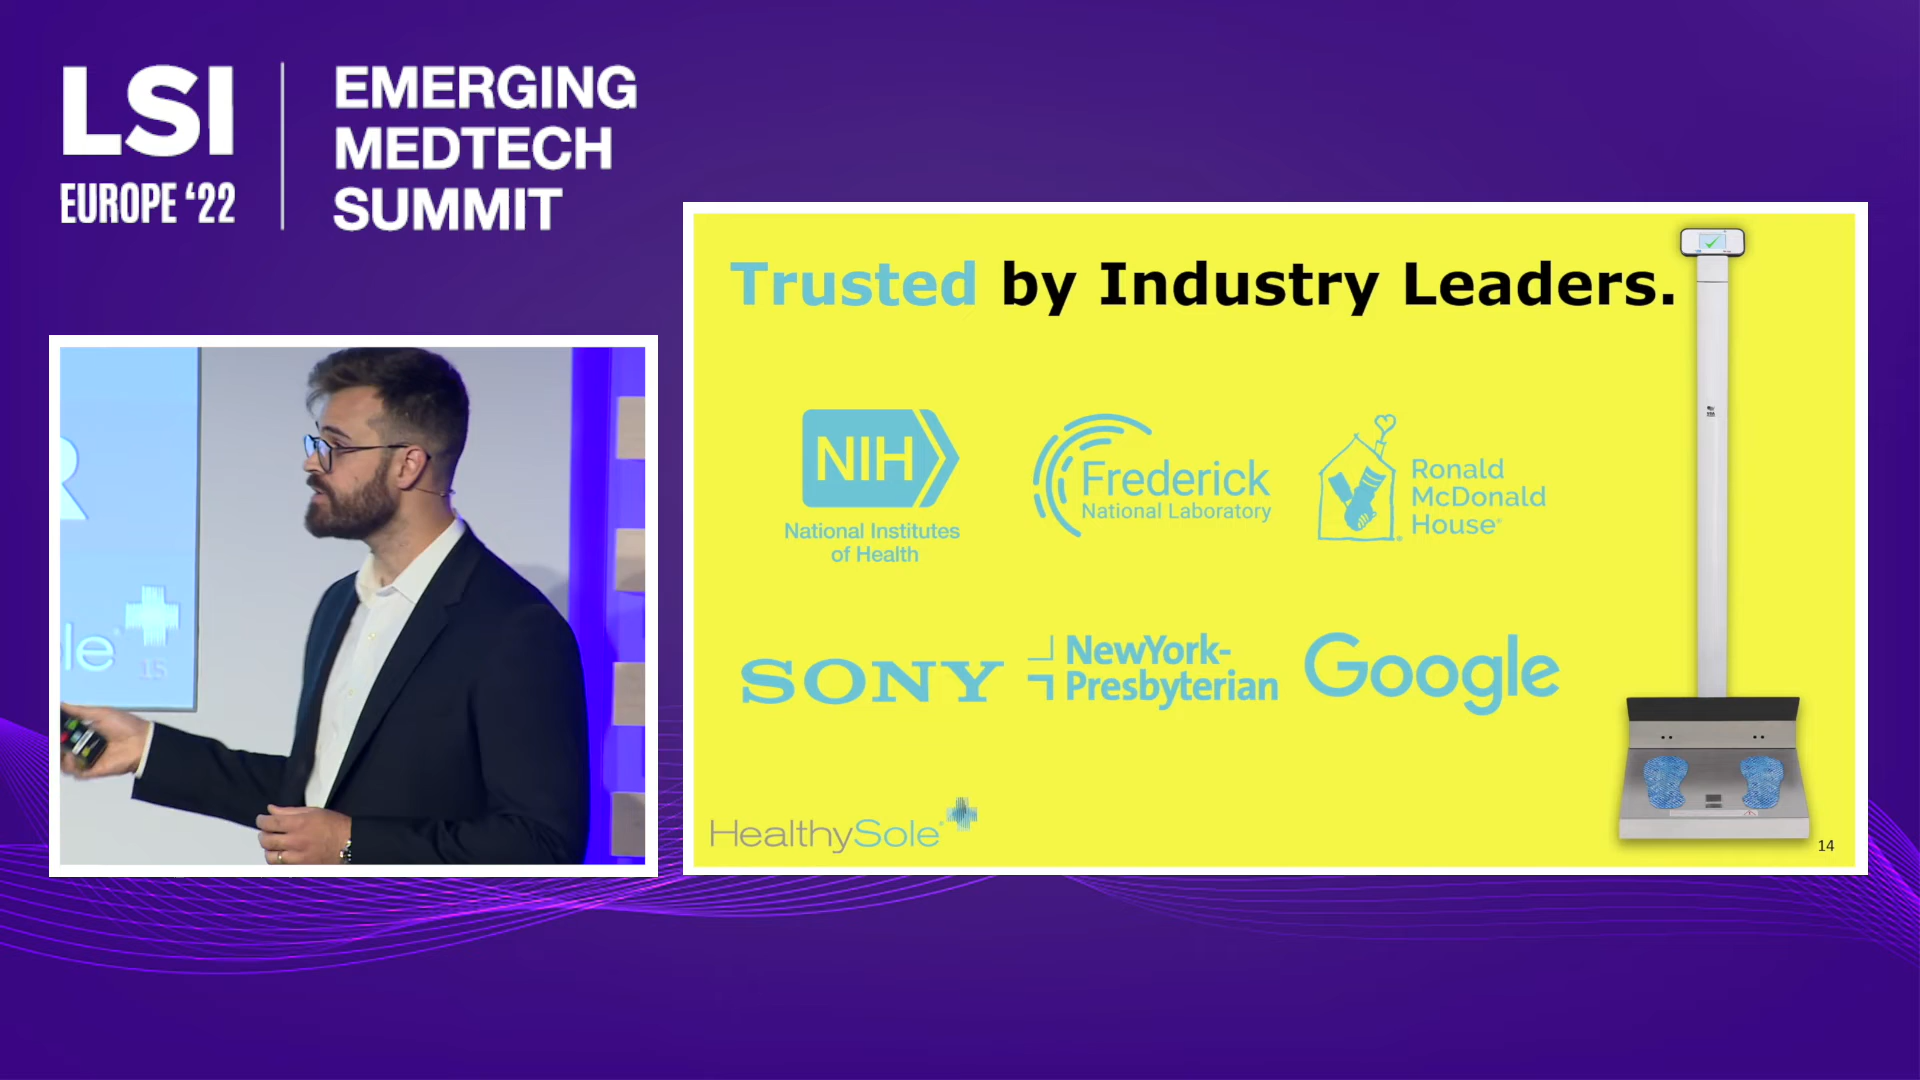 LSI
EUROPE ‘22
EMERGING
MEDTECH
SUMMIT
Trusted by Industry Leaders.
NIH
National Institutes
of Health
Frederick
National Laboratory
Ronald
McDonald
House®
SONY
NewYork-
Presbyterian
Google
HealthySole
14
R
le
15